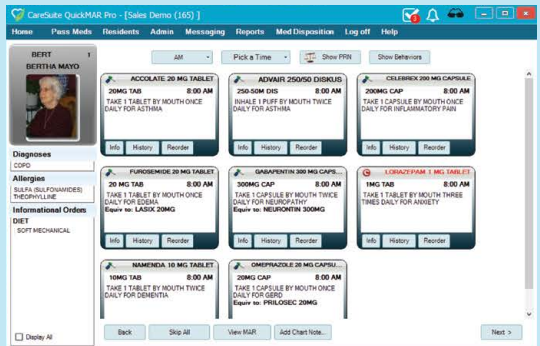 CareSuite QuickMAR Pro - [Sales Demo (165) ]
3
Home Pass Meds Residents Admin Messaging Reports Med Disposition Log off Help
BERT 1
BERTHA MAYO
AM
Pick a Time
Show PRN
Show Behaviors
Diagnoses
COPD
Allergies
SULFA (SULFONAMIDES)
THEOPHYLLINE
Informational Orders
DIET
SOFT MECHANICAL
Display All
ACCOLATE 20 MG TABLET
20MG TAB 8:00 AM
TAKE 1 TABLET BY MOUTH ONCE
DAILY FOR ASTHMA
Info History Reorder
ADVAIR 250/50 DISKUS
250-50M DIS 8:00 AM
INHALE 1 PUFF BY MOUTH TWICE
DAILY FOR ASTHMA
Info History Reorder
CELEBREX 200 MG CAPSULE
200MG CAP 8:00 AM
TAKE 1 CAPSULE BY MOUTH ONCE
DAILY FOR INFLAMMATORY PAIN
Info History Reorder
FUROSEMIDE 20 MG TABLET
20 MG TAB 8:00 AM
TAKE 1 TABLET BY MOUTH ONCE
DAILY FOR EDEMA
Equiv to: LASIX 20MG
Info History Reorder
GABAPENTIN 300 MG CAPS...
300MG CAP 8:00 AM
TAKE 1 CAPSULE BY MOUTH TWICE
DAILY FOR NEUROPATHY
Equiv to: NEURONTIN 300MG
Info History Reorder
C LORAZEPAM 1 MG TABLET
1MG TAB 8:00 AM
TAKE 1 TABLET BY MOUTH THREE
TIMES DAILY FOR ANXIETY
Info History Reorder
NAMENDA 10 MG TABLET
10MG TAB 8:00 AM
TAKE 1 TABLET BY MOUTH TWICE
DAILY FOR DEMENTIA
OMEPRAZOLE 20 MG CAPSU...
20MG CAP 8:00 AM
TAKE 1 CAPSULE BY MOUTH ONCE
DAILY FOR GERD
Equiv to: PRILOSEC 20MG
Back Skip All View MAR Add Chart Note... Next >